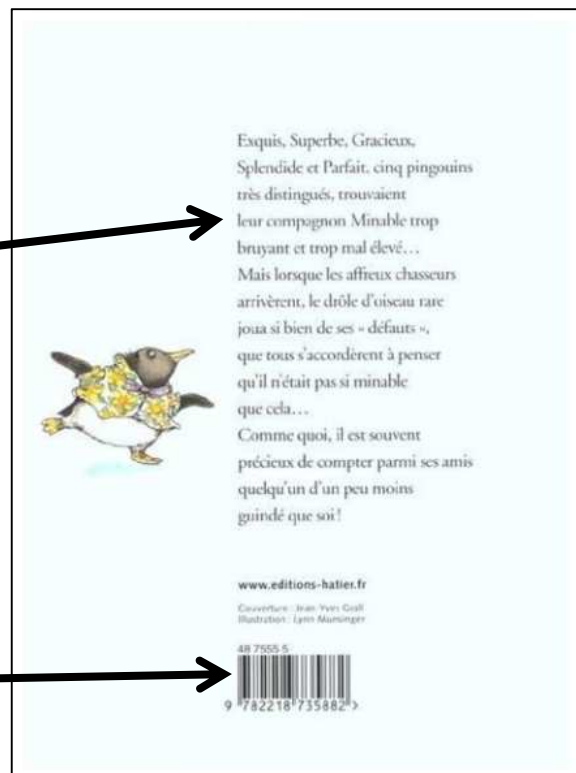 Exquis, Superbe, Gracieux,
Splendide et Parfait, cinq pingouins
très distingués, trouvaient
leur compagnon Minable trop
bruyant et trop mal élevé…
Mais lorsque les affreux chasseurs
arrivèrent, le drôle d'oiseau rare
joua si bien de ses « défauts »,
que tous s'accordèrent à penser
qu'il n'était pas si minable
que cela…
Comme quoi, il est souvent
précieux de compter parmi ses amis
quelqu'un d'un peu moins
guindé que soi !
www.editions-hatier.fr
Couverture : Jean-Yves Grall
Illustration : Lynn Munsinger
48 7555 5
9 782218 735882 >